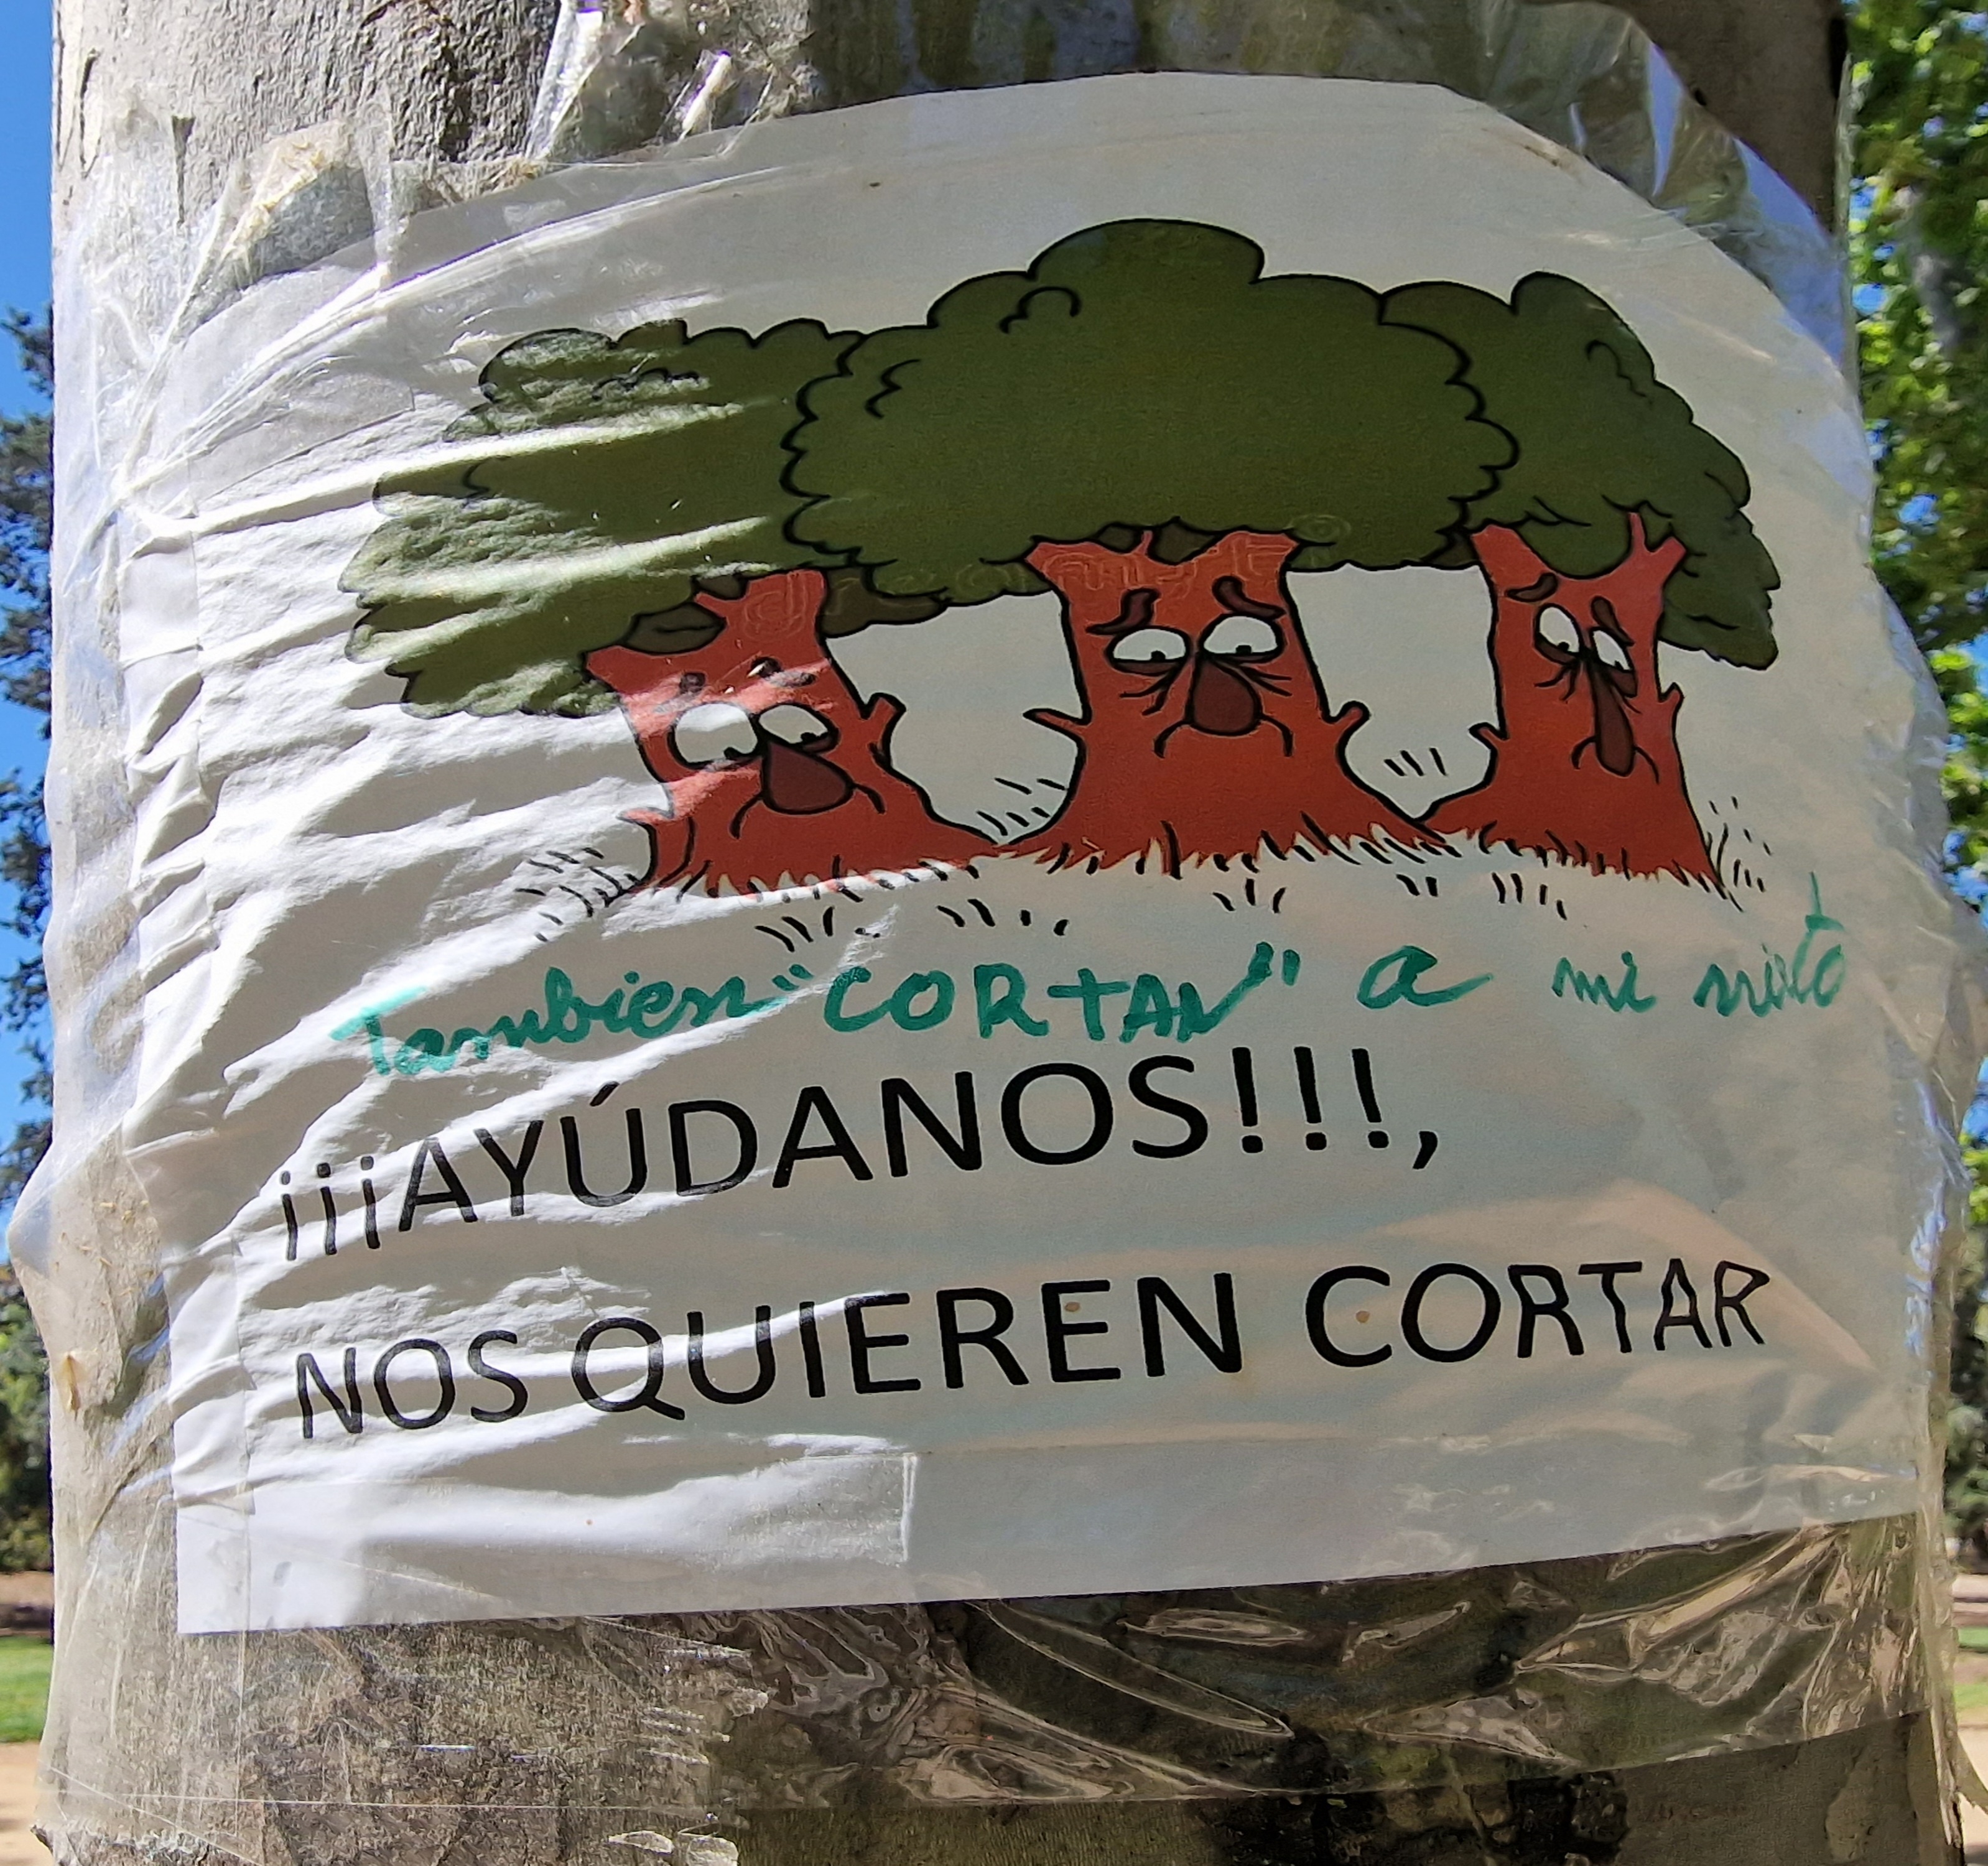 Tambien "CORTAN" a mi nieto
¡¡¡AYÚDANOS!!!,
NOS QUIEREN CORTAR